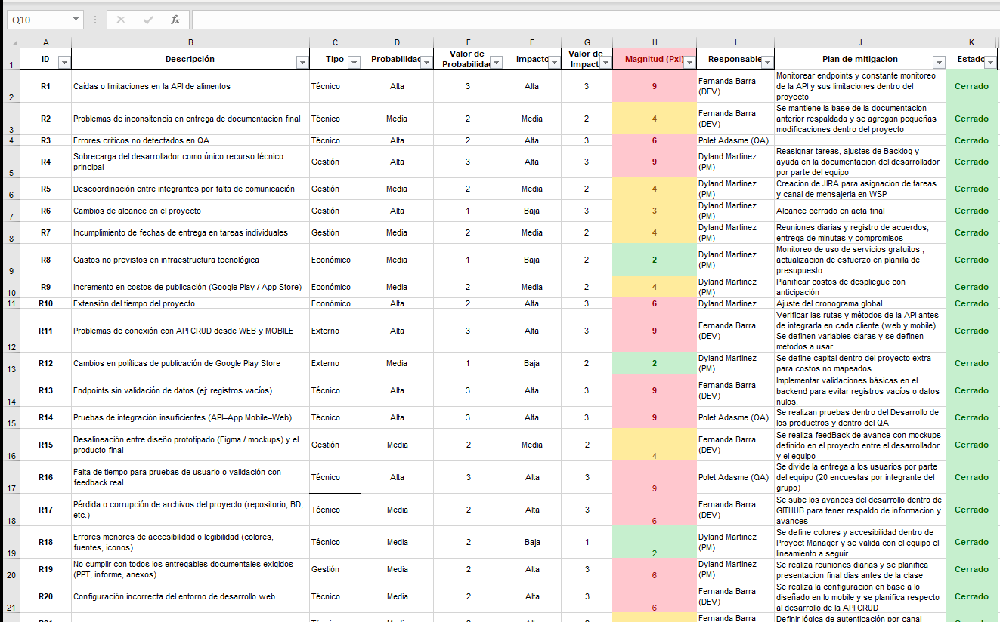 Q10
fx
A B C D E F G H I J K
1 ID Descripción Tipo Probabilidac Valor de Probabilidad impacto Valor de Impact Magnitud (PxI) Responsable Plan de mitigacion Estado
2 R1 Caídas o limitaciones en la API de alimentos Técnico Alta 3 Alta 3 9 Fernanda Barra (DEV) Monitorear endpoints y constante monitoreo de la API y sus limitaciones dentro del proyecto Cerrado
3 R2 Problemas de inconsitencia en entrega de documentacion final Técnico Media 2 Media 2 4 Fernanda Barra (DEV) Se mantiene la base de la documentacion anterior respaldada y se agregan pequeñas modificaciones dentro del proyecto Cerrado
4 R3 Errores críticos no detectados en QA Técnico Alta 2 Alta 3 6 Polet Adasme (QA) Cerrado
5 R4 Sobrecarga del desarrollador como único recurso técnico principal Gestión Alta 3 Alta 3 9 Dyland Martinez (PM) Reasignar tareas, ajustes de Backlog y ayuda en la documentacion del desarrollador por parte del equipo Cerrado
6 R5 Descoordinación entre integrantes por falta de comunicación Gestión Media 2 Media 2 4 Dyland Martinez (PM) Creacion de JIRA para asignacion de tareas y canal de mensajeria en WSP Cerrado
7 R6 Cambios de alcance en el proyecto Gestión Alta 1 Baja 3 3 Dyland Martinez (PM) Alcance cerrado en acta final Cerrado
8 R7 Incumplimiento de fechas de entrega en tareas individuales Gestión Media 2 Media 2 4 Dyland Martinez (PM) Reuniones diarias y registro de acuerdos, entrega de minutas y compromisos Cerrado
9 R8 Gastos no previstos en infraestructura tecnológica Económico Media 1 Baja 2 2 Dyland Martinez (PM) Monitoreo de uso de servicios gratuitos , actualizacion de esfuerzo en planilla de presupuesto Cerrado
10 R9 Incremento en costos de publicación (Google Play / App Store) Económico Media 2 Media 2 4 Dyland Martinez (PM) Planificar costos de despliegue con anticipación Cerrado
11 R10 Extensión del tiempo del proyecto Económico Alta 2 Alta 3 6 Dyland Martinez Ajuste del cronograma global Cerrado
12 R11 Problemas de conexión con API CRUD desde WEB y MOBILE Externo Alta 3 Alta 3 9 Fernanda Barra (DEV) Verificar las rutas y métodos de la API antes de integrarla en cada cliente (web y mobile). Se definen variables claras y se definen metodos a usar Cerrado
13 R12 Cambios en políticas de publicación de Google Play Store Externo Media 1 Baja 2 2 Dyland Martinez (PM) Se define capital dentro del proyecto extra para costos no mapeados Cerrado
14 R13 Endpoints sin validación de datos (ej: registros vacíos) Técnico Alta 3 Alta 3 9 Fernanda Barra (DEV) Implementar validaciones básicas en el backend para evitar registros vacíos o datos nulos. Cerrado
15 R14 Pruebas de integración insuficientes (API–App Mobile–Web) Técnico Alta 3 Alta 3 9 Polet Adasme (QA) Se realizan pruebas dentro del Desarrollo de los productros y dentro del QA Cerrado
16 R15 Desalineación entre diseño prototipado (Figma / mockups) y el producto final Gestión Media 2 Media 2 4 Fernanda Barra (DEV) Se realiza feedBack de avance con mockups definido en el proyecto entre el desarrollador y el equipo Cerrado
17 R16 Falta de tiempo para pruebas de usuario o validación con feedback real Técnico Alta 3 Alta 3 9 Polet Adasme (QA) Se divide la entrega a los usuarios por parte del equipo (20 encuestas por integrante del grupo) Cerrado
18 R17 Pérdida o corrupción de archivos del proyecto (repositorio, BD, etc.) Técnico Media 2 Alta 3 6 Fernanda Barra (DEV) Se sube los avances del desarrollo dentro de GITHUB para tener respaldo de informacion y avances Cerrado
19 R18 Errores menores de accesibilidad o legibilidad (colores, fuentes, iconos) Técnico Media 2 Baja 1 2 Dyland Martinez (PM) Se define colores y accesibilidad dentro de Proyect Manager y se valida con el equipo el lineamiento a seguir Cerrado
20 R19 No cumplir con todos los entregables documentales exigidos (PPT, informe, anexos) Gestión Media 2 Alta 3 6 Dyland Martinez (PM) Se realiza reuniones diarias y se planifica presentacion final dias antes de la clase Cerrado
21 R20 Configuración incorrecta del entorno de desarrollo web Técnico Media 2 Alta 3 6 Fernanda Barra (DEV) Se realiza la configuracion en base a lo diseñado en lo mobile y se planifica respecto al desarrollo de la API CRUD Cerrado
Fernanda Barra Definir lógica de autenticación por canal